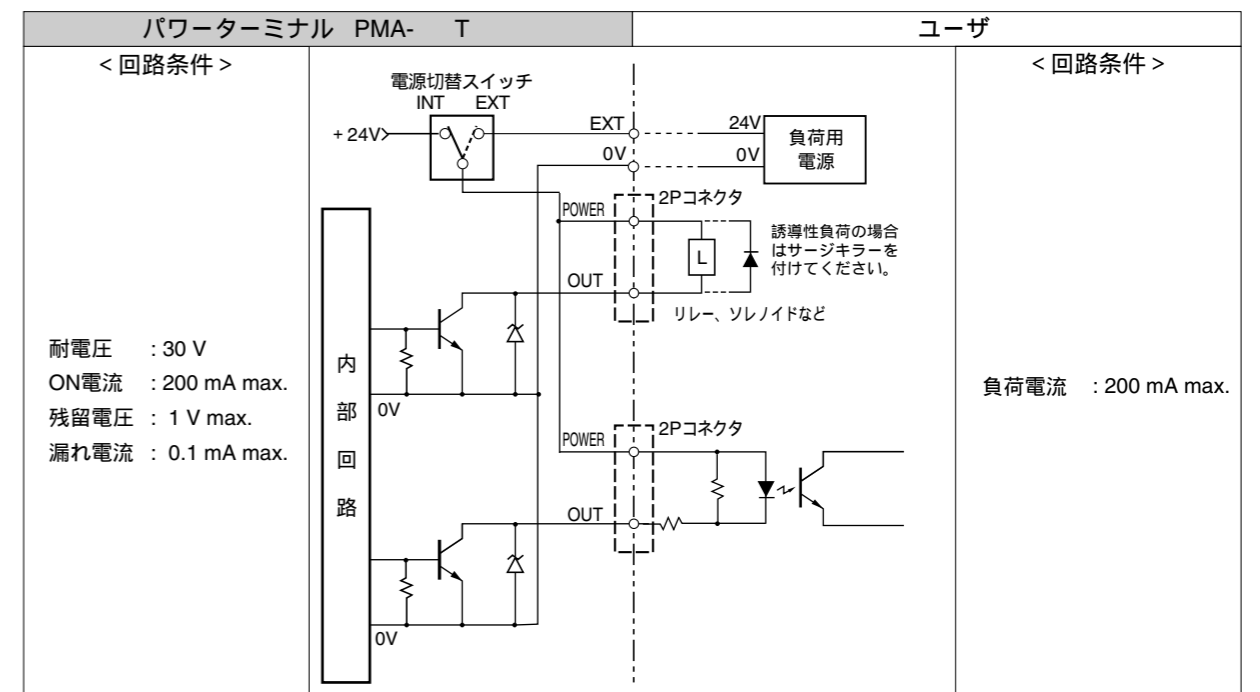 パワーターミナル PMA- T
ユーザ
<回路条件>
耐電圧 : 30 V
ON電流 : 200 mA max.
残留電圧 : 1 V max.
漏れ電流 : 0.1 mA max.
電源切替スイッチ
INT EXT
+24V
EXT
24V
0V
0V
負荷用
電源
POWER
2Pコネクタ
L
誘導性負荷の場合
はサージキラーを
付けてください。
OUT
リレー、ソレノイドなど
内部回路
0V
POWER
2Pコネクタ
OUT
0V
<回路条件>
負荷電流 : 200 mA max.